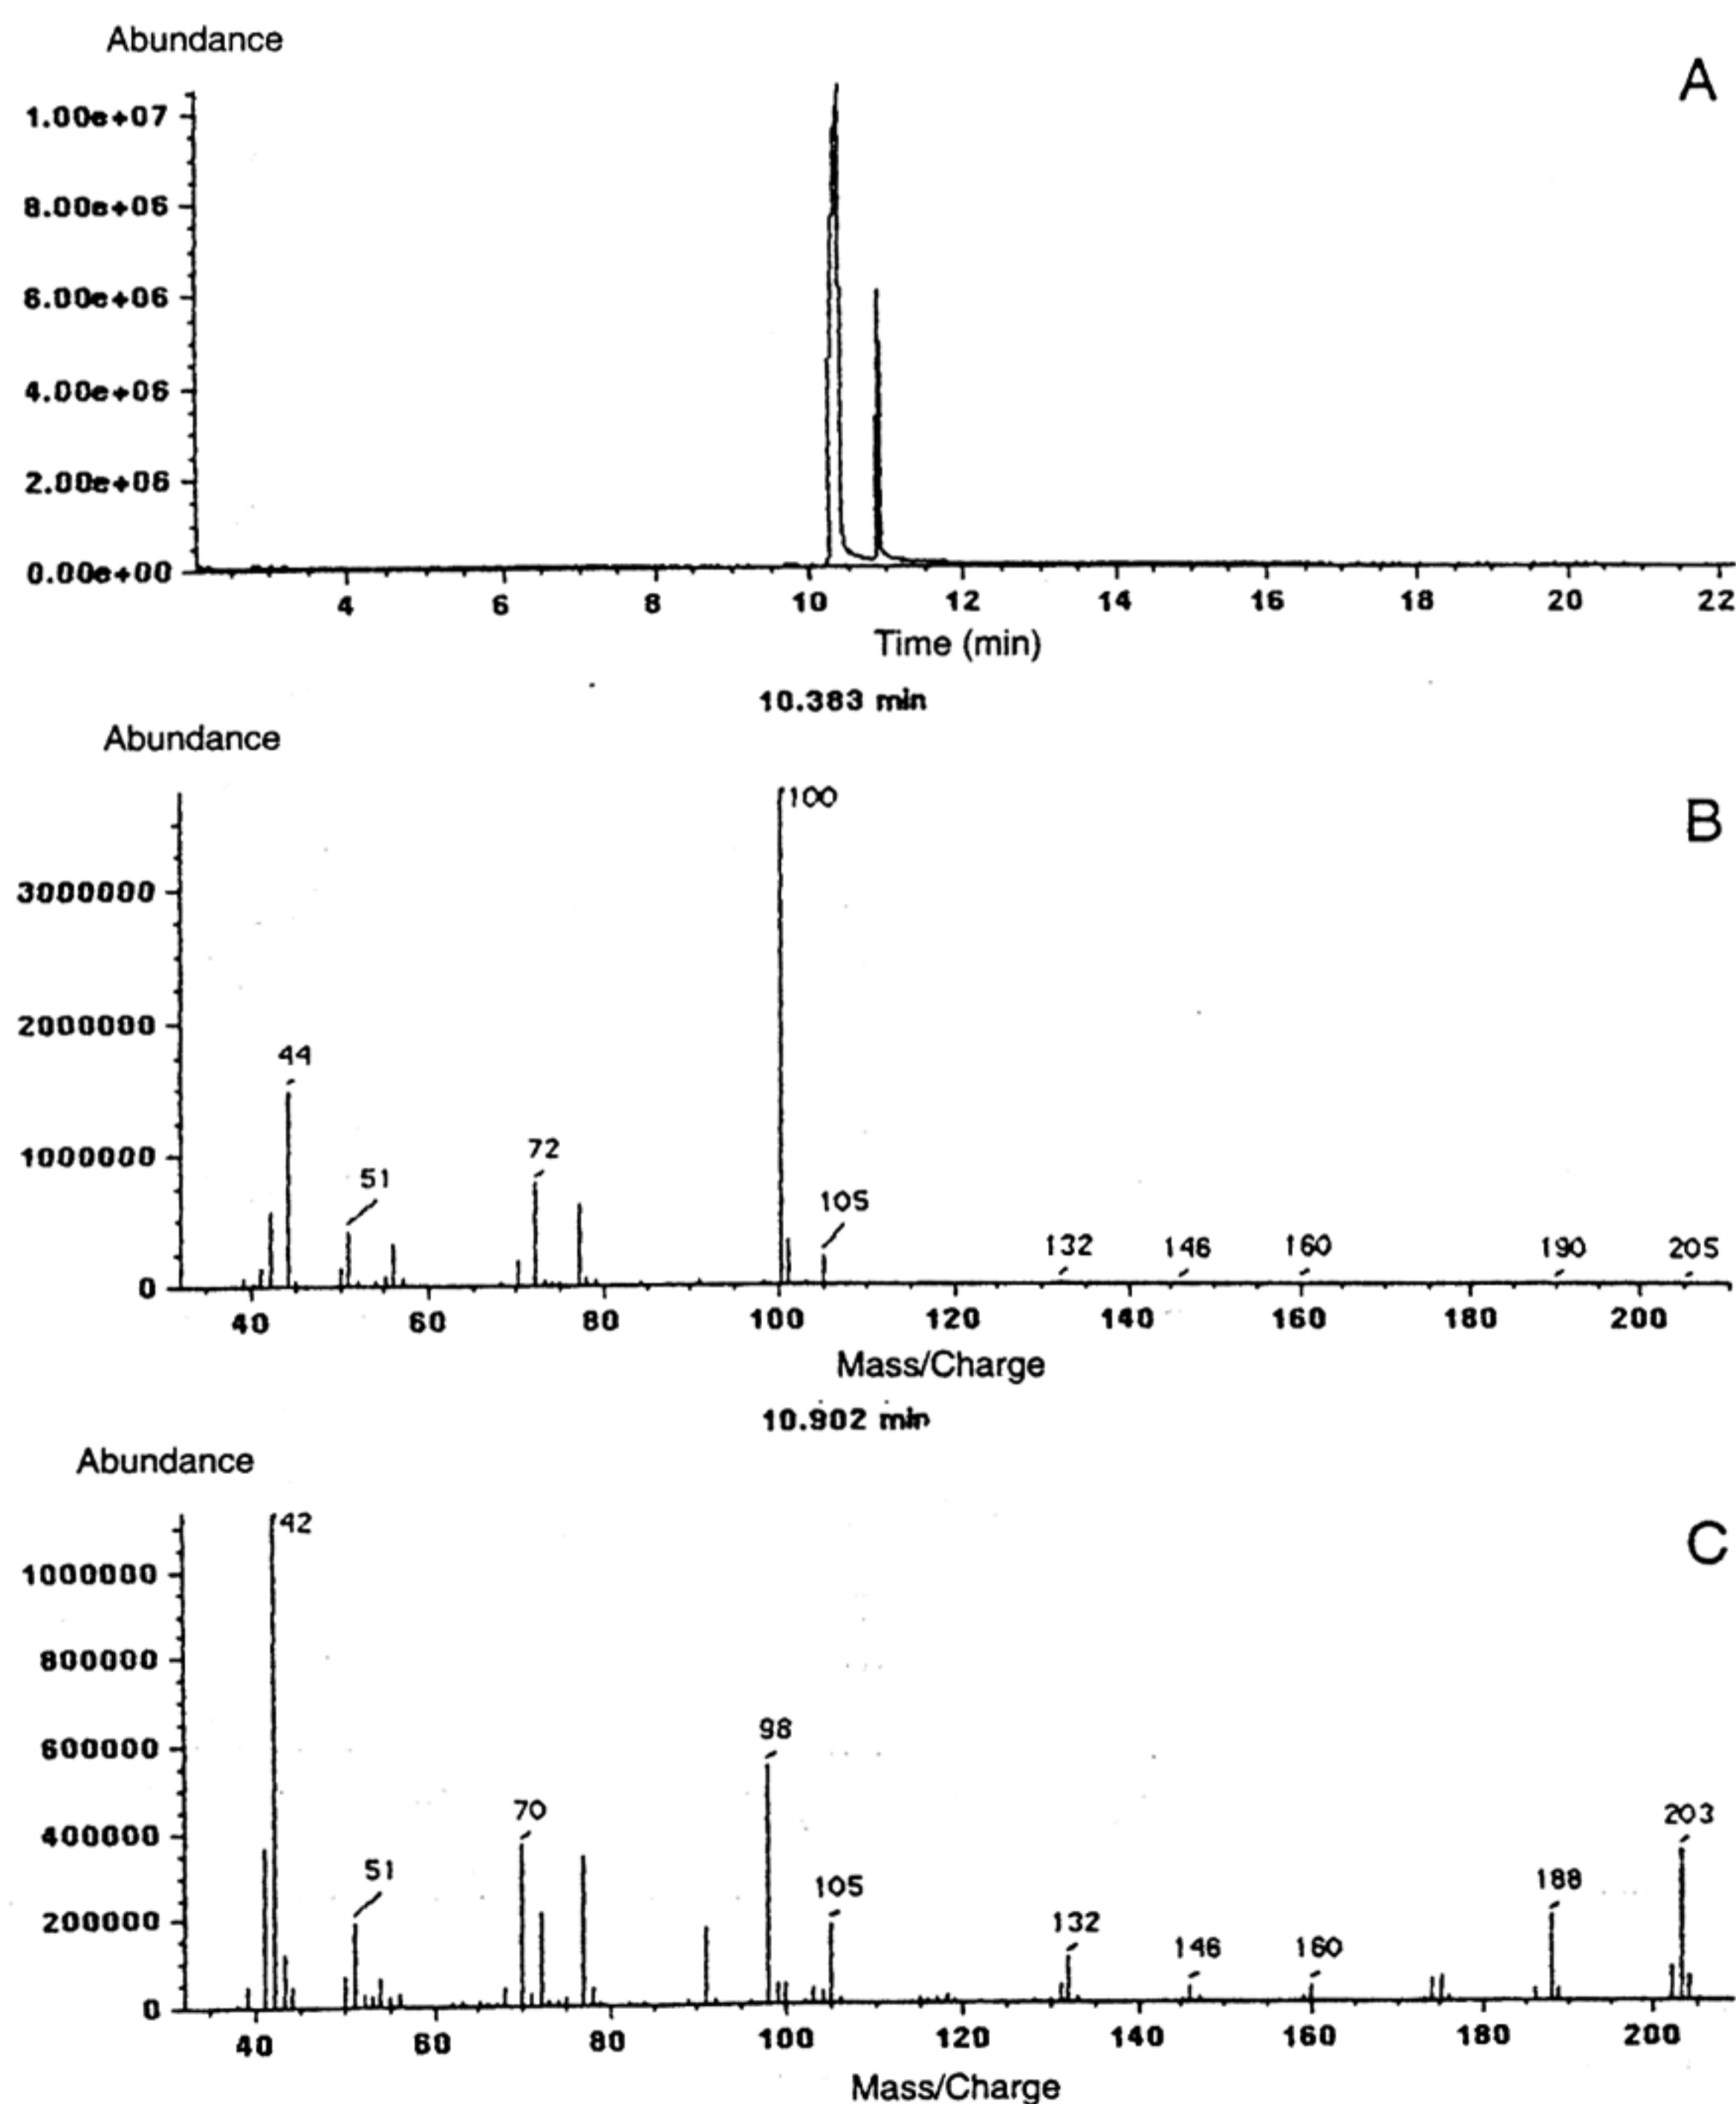 Abundance
A
1.00e+07
8.00e+06
6.00e+06
4.00e+06
2.00e+06
0.00e+00
4 6 8 10 12 14 16 18 20 22
Time (min)
10.383 min
Abundance
B
100
3000000
2000000
44
1000000
72
51
105
132 146 160 190 205
0
40 60 80 100 120 140 160 180 200
Mass/Charge
10.902 min
Abundance
C
42
1000000
800000
98
600000
70
203
400000
51
188
105
200000
132
146 160
0
40 60 80 100 120 140 160 180 200
Mass/Charge